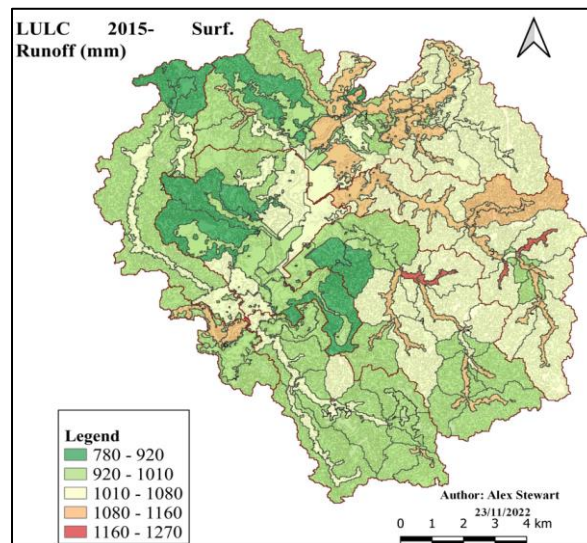 LULC 2015- Surf.
Runoff (mm)
Legend
780 - 920
920 - 1010
1010 - 1080
1080 - 1160
1160 - 1270
Author: Alex Stewart
23/11/2022
0 1 2 3 4 km